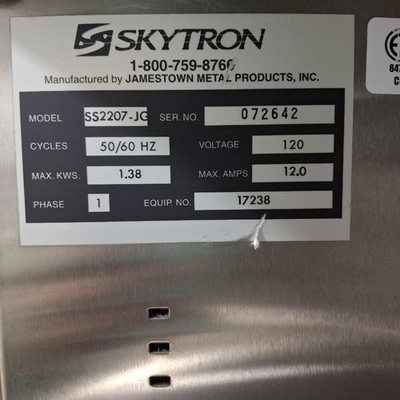 SKYTRON
1-800-759-8766
Manufactured by JAMESTOWN METAL PRODUCTS, INC.
MODEL SS2207-JG SER. NO. 072642
CYCLES 50/60 HZ VOLTAGE 120
MAX. KWS. 1.38 MAX. AMPS 12.0
PHASE 1 EQUIP. NO. 17238